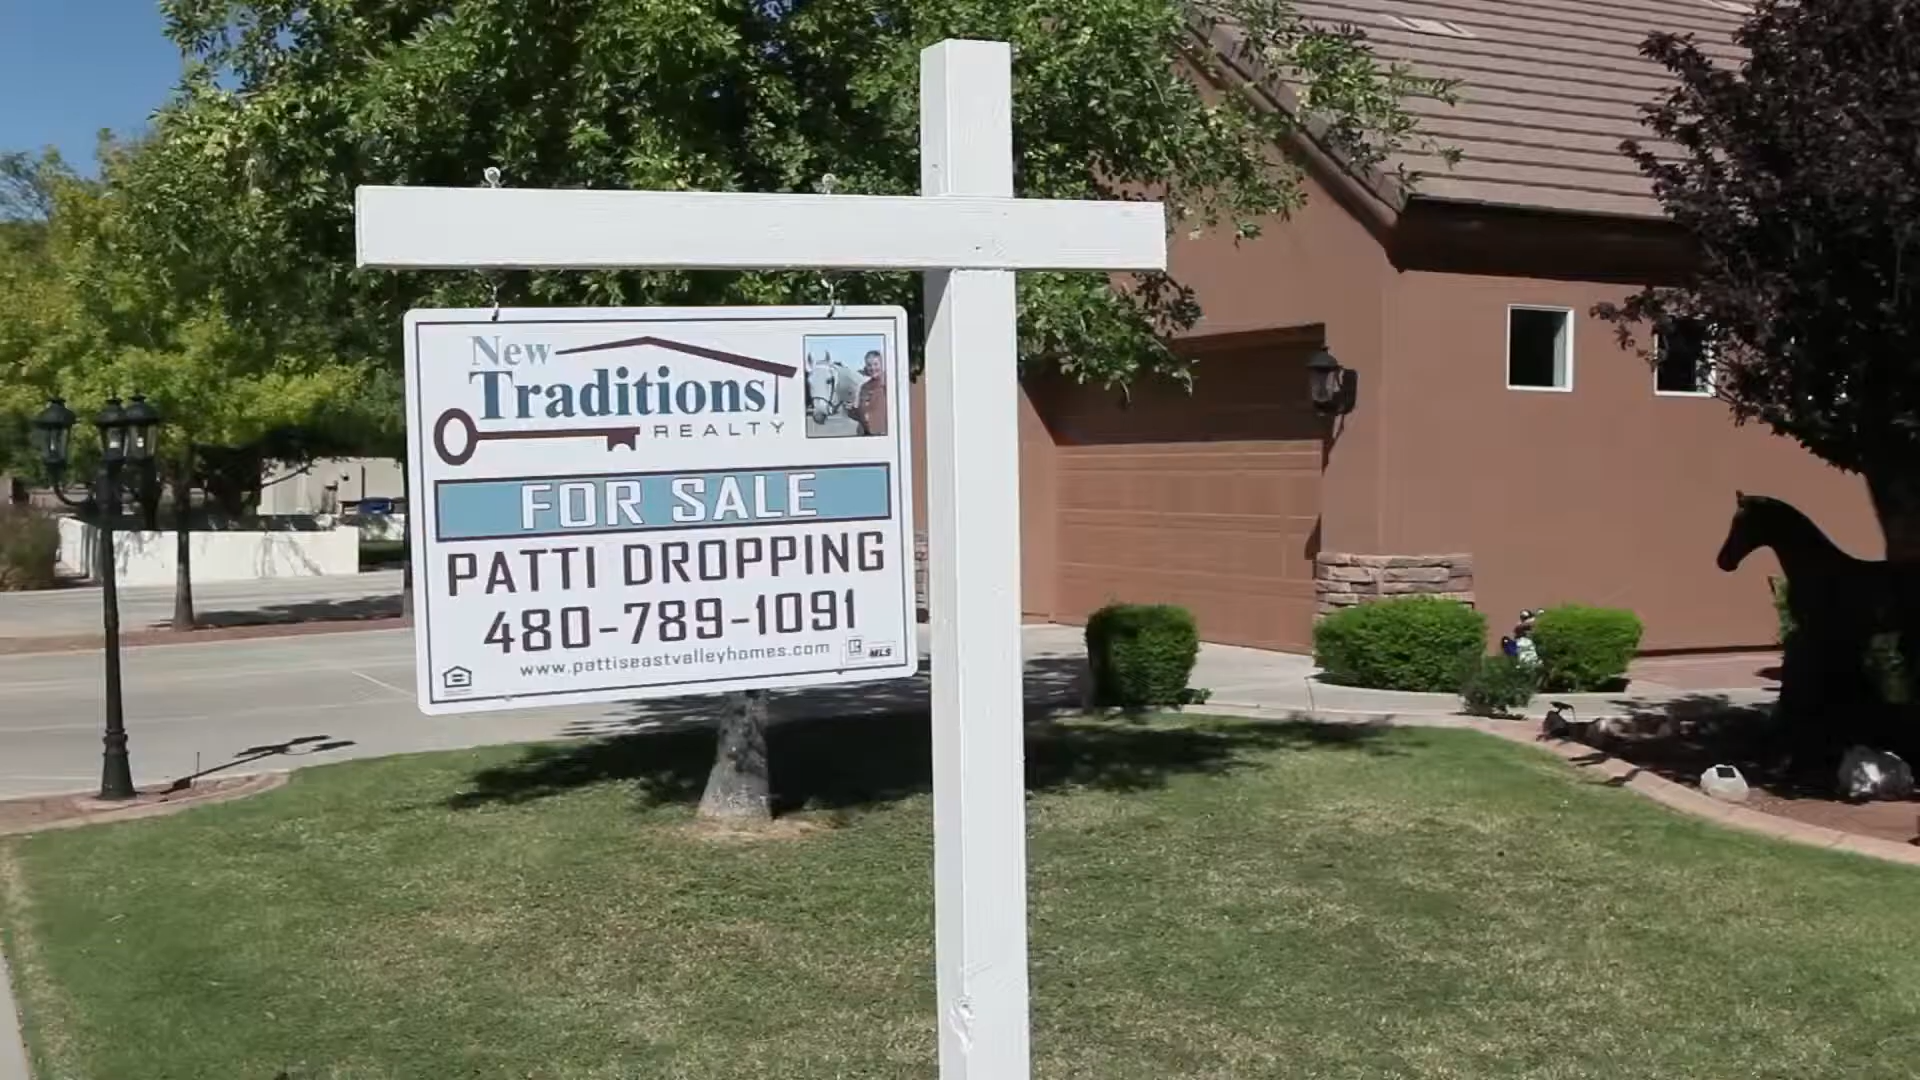 New
Traditions
REALTY
FOR SALE
PATTI DROPPING
480-789-1091
www.pattiseastvalleyhomes.com
MLS